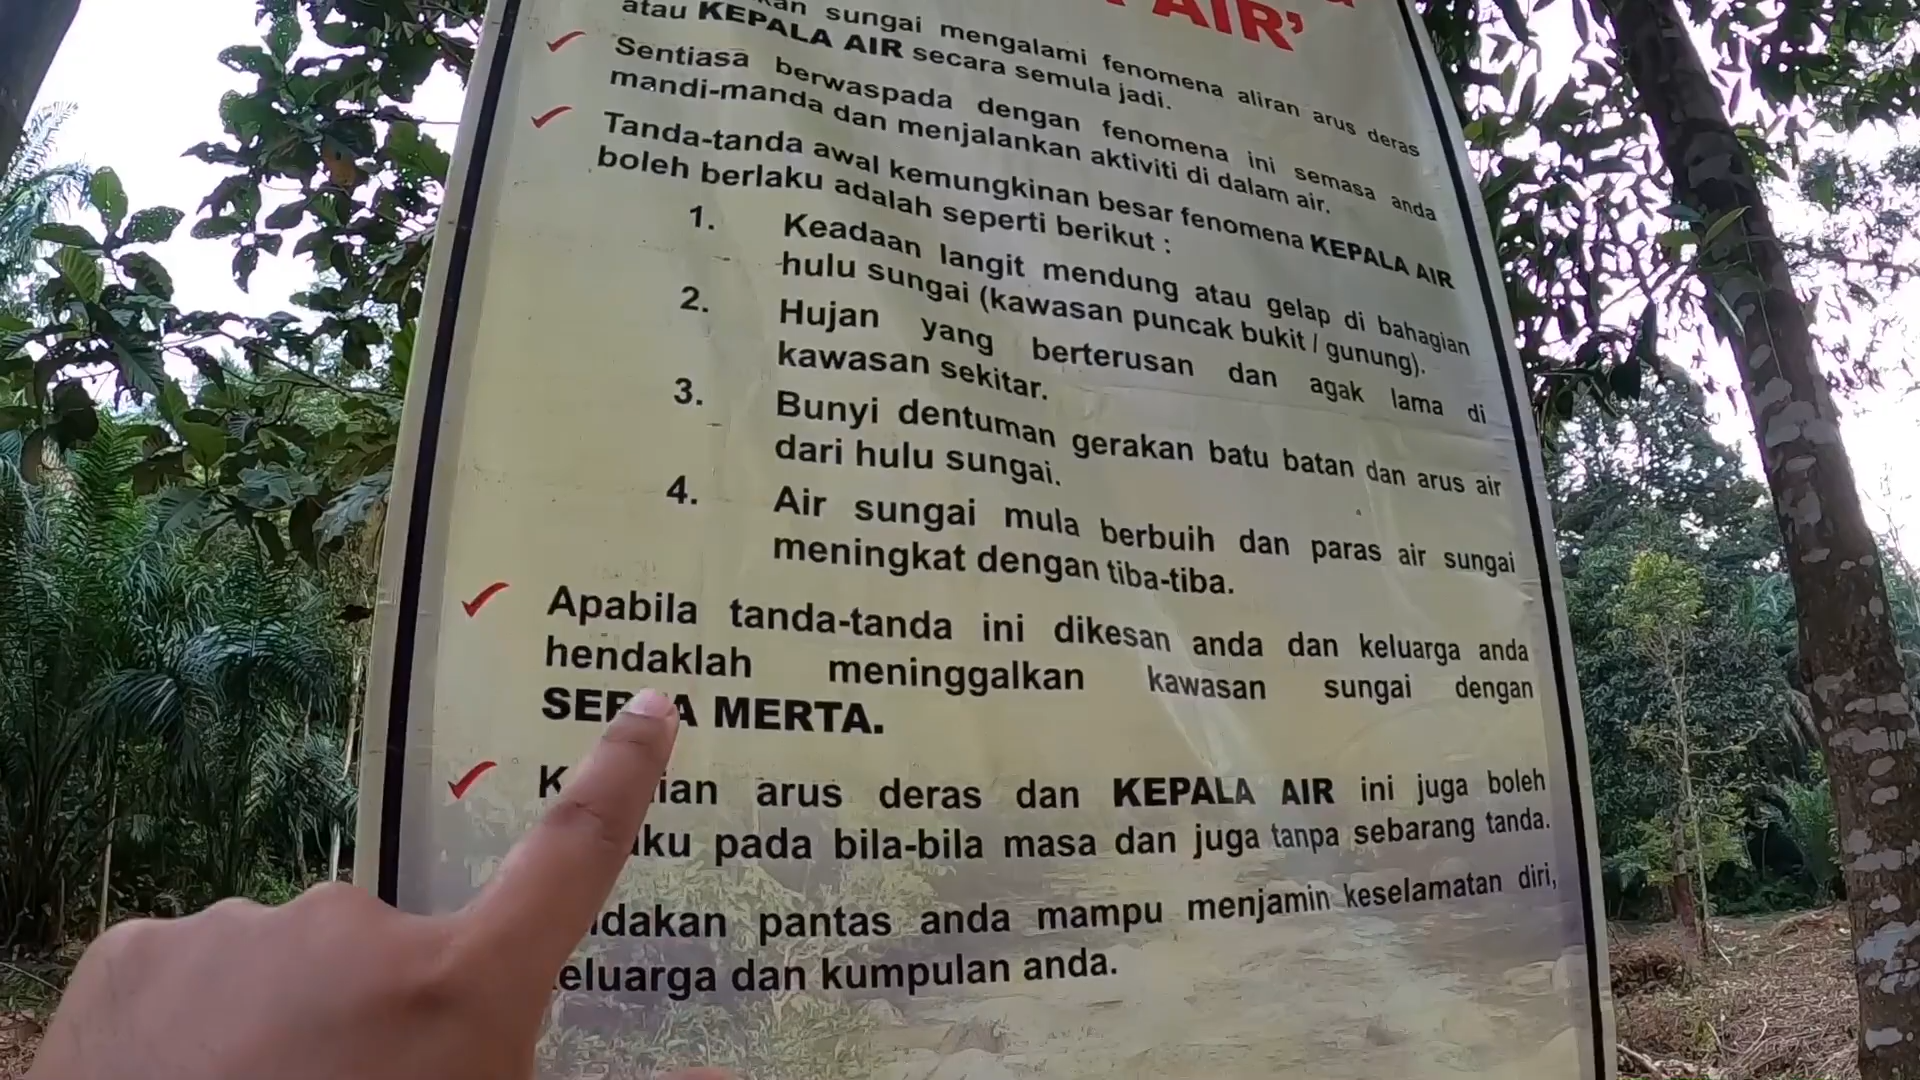 AIR'
sungai mengalami fenomena aliran arus deras
atau KEPALA AIR secara semula jadi.
Sentiasa berwaspada dengan fenomena ini semasa anda
mandi-manda dan menjalankan aktiviti di dalam air.
Tanda-tanda awal kemungkinan besar fenomena KEPALA AIR
boleh berlaku adalah seperti berikut :
1. Keadaan langit mendung atau gelap di bahagian
hulu sungai (kawasan puncak bukit / gunung).
2. Hujan yang berterusan dan agak lama di
kawasan sekitar.
3. Bunyi dentuman gerakan batu batan dan arus air
dari hulu sungai.
4. Air sungai mula berbuih dan paras air sungai
meningkat dengan tiba-tiba.
Apabila tanda-tanda ini dikesan anda dan keluarga anda
hendaklah meninggalkan kawasan sungai dengan
MERTA.
arus deras dan KEPALA AIR ini juga boleh
pada bila-bila masa dan juga tanpa sebarang tanda.
pantas anda mampu menjamin keselamatan diri,
dan kumpulan anda.